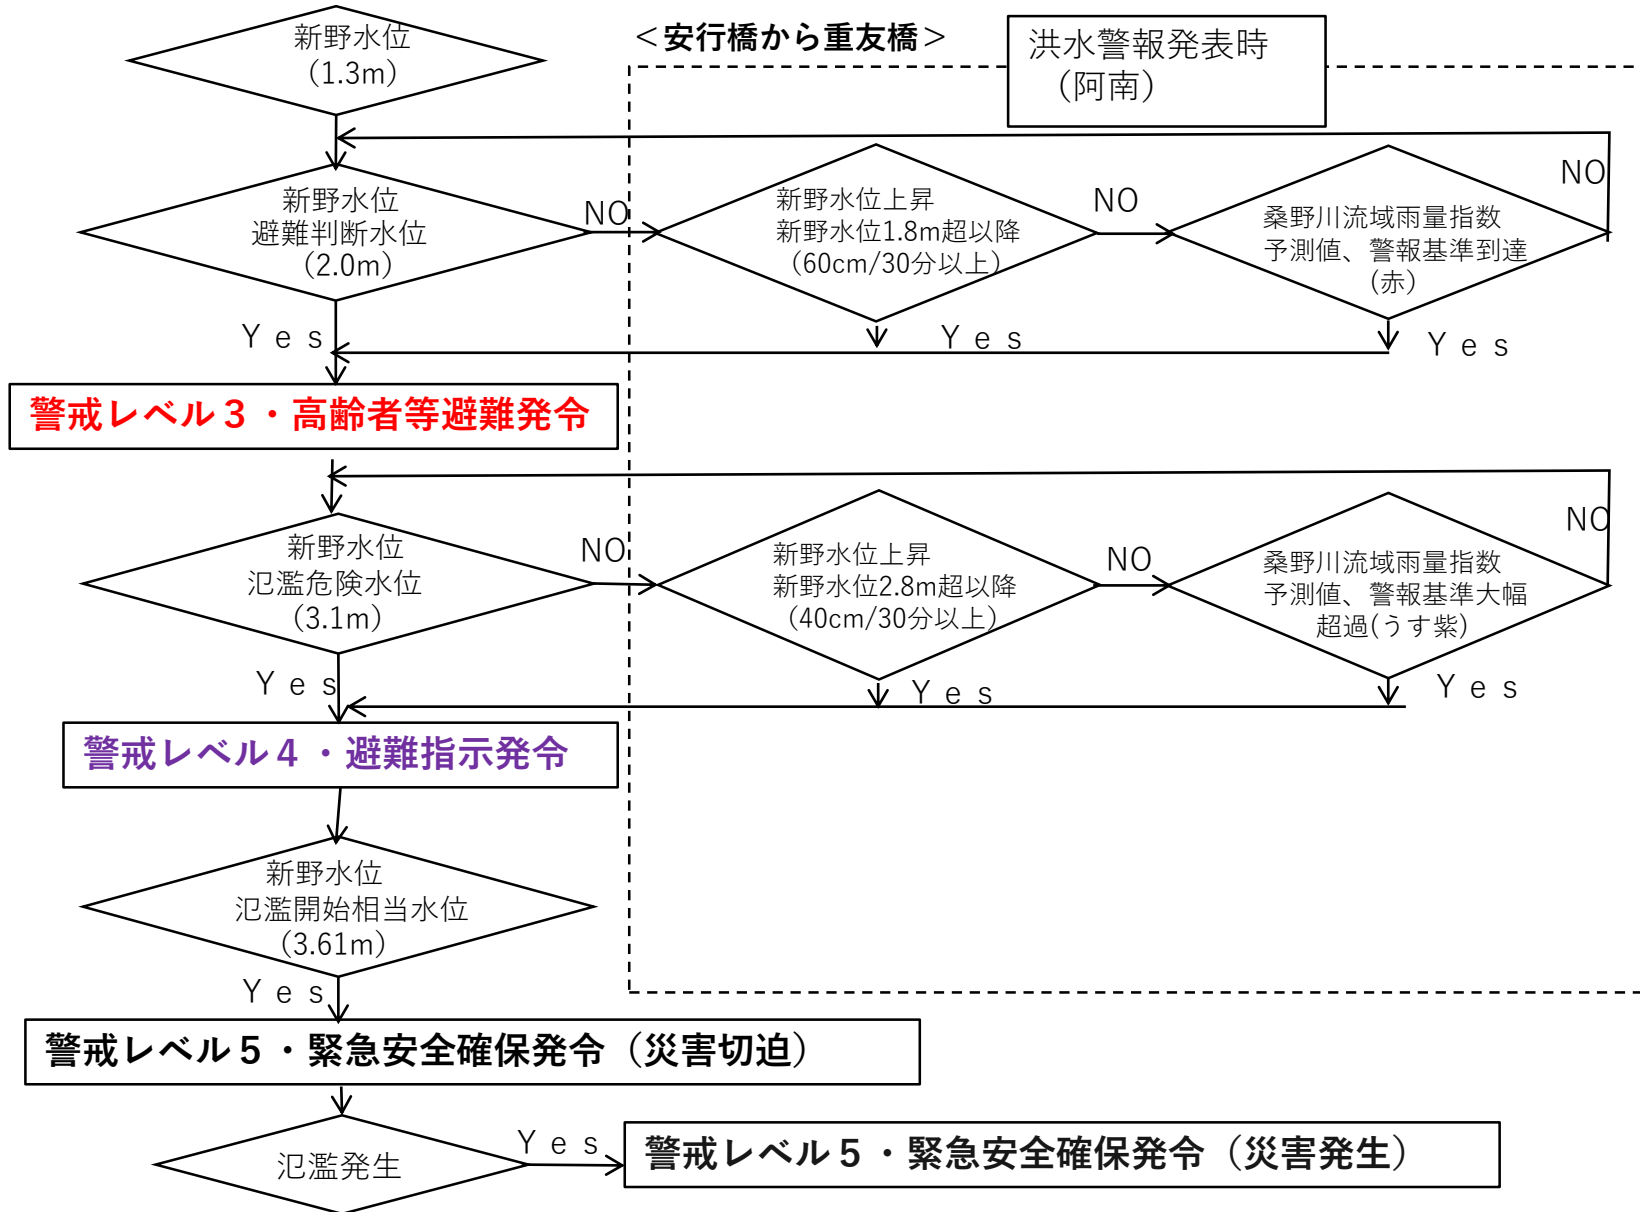 新野水位
(1.3m)
＜安行橋から重友橋＞
洪水警報発表時
（阿南）
新野水位
避難判断水位
(2.0m)
NO
新野水位上昇
新野水位1.8m超以降
（60cm/30分以上）
NO
桑野川流域雨量指数
予測値、警報基準到達
(赤)
NO
Ｙｅｓ
Ｙｅｓ
Ｙｅｓ
警戒レベル３・高齢者等避難発令
新野水位
氾濫危険水位
（3.1m）
NO
新野水位上昇
新野水位2.8m超以降
（40cm/30分以上）
NO
桑野川流域雨量指数
予測値、警報基準大幅
超過(うす紫)
NO
Ｙｅｓ
Ｙｅｓ
Ｙｅｓ
警戒レベル４・避難指示発令
新野水位
氾濫開始相当水位
（3.61m）
Ｙｅｓ
警戒レベル５・緊急安全確保発令（災害切迫）
氾濫発生
Ｙｅｓ
警戒レベル５・緊急安全確保発令（災害発生）